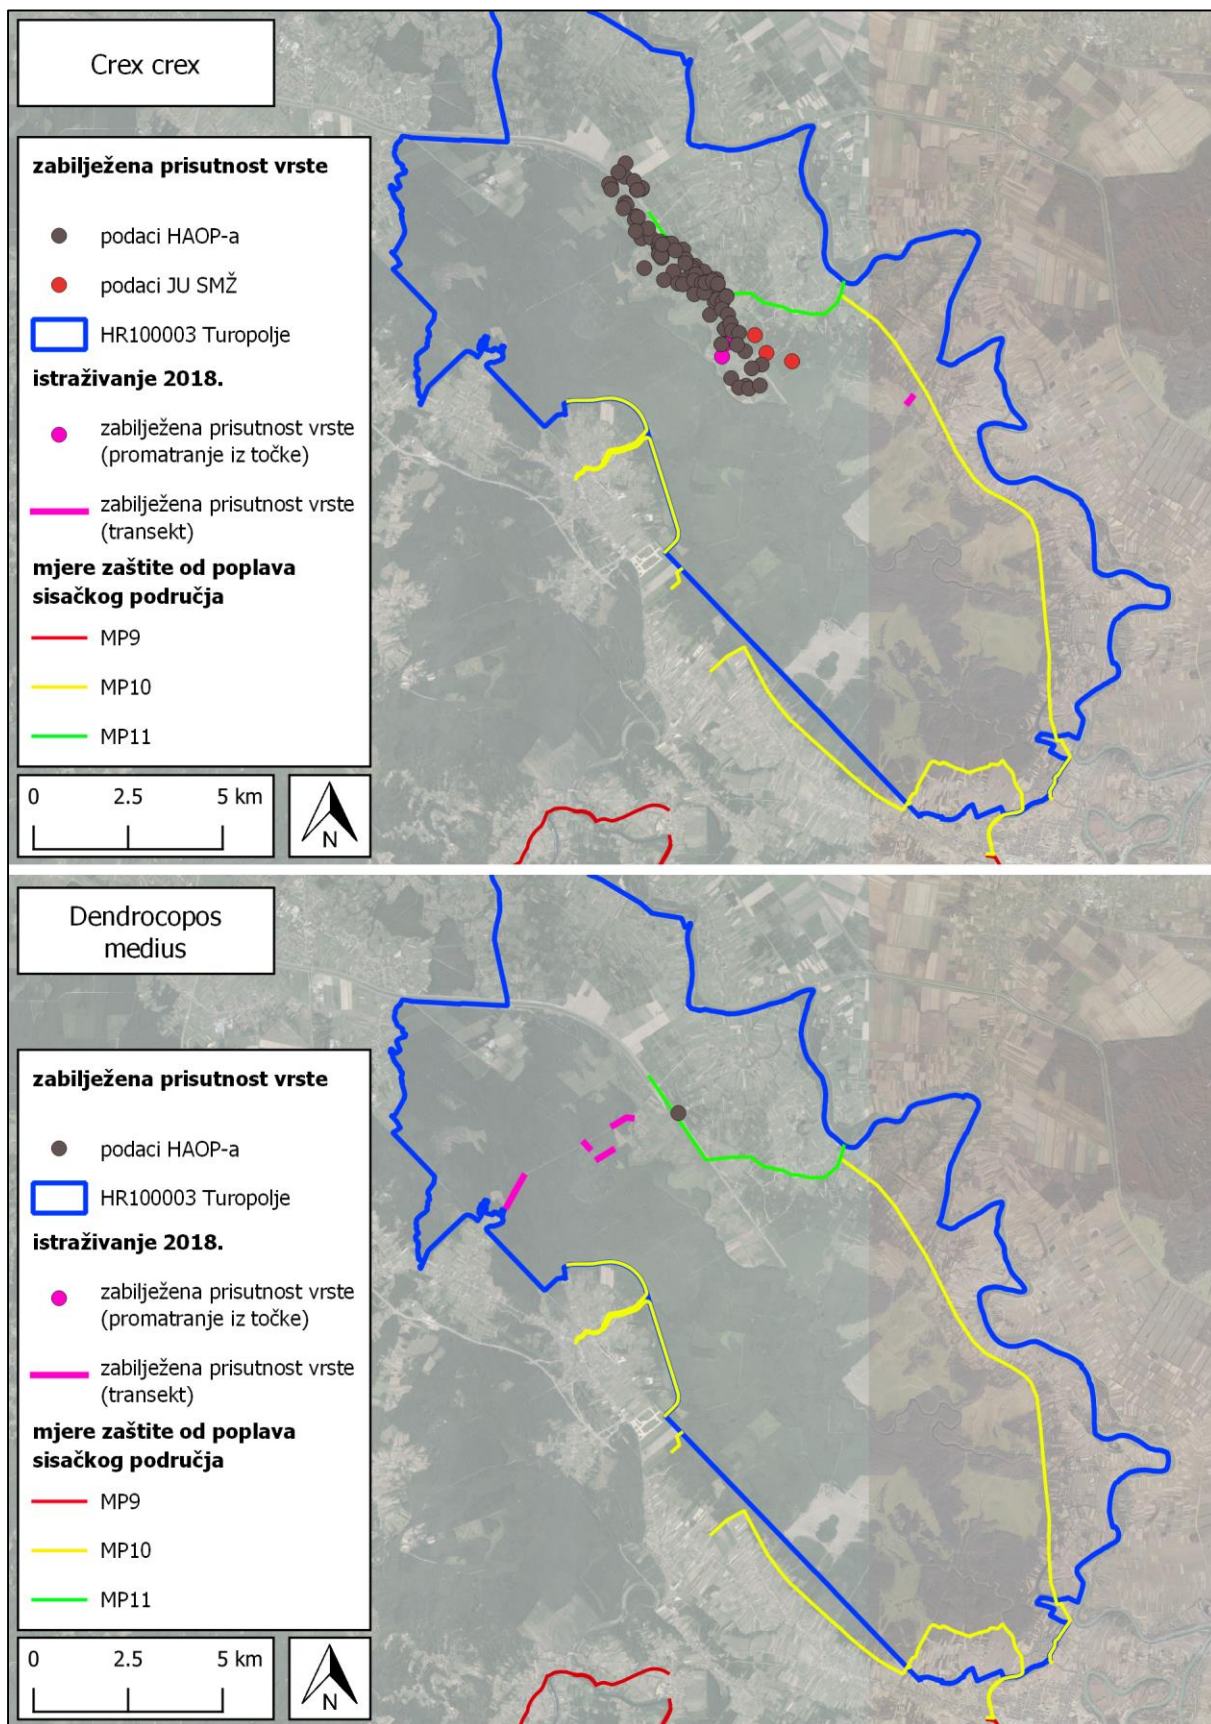 Crex crex
zabilježena prisutnost vrste
podaci HAOP-a
podaci JU SMŽ
HR100003 Turopolje
istraživanje 2018.
zabilježena prisutnost vrste
(promatranje iz točke)
zabilježena prisutnost vrste
(transekt)
mjere zaštite od poplava
sisačkog područja
MP9
MP10
MP11
0 2.5 5 km
N
Dendrocopos
medius
zabilježena prisutnost vrste
podaci HAOP-a
HR100003 Turopolje
istraživanje 2018.
zabilježena prisutnost vrste
(promatranje iz točke)
zabilježena prisutnost vrste
(transekt)
mjere zaštite od poplava
sisačkog područja
MP9
MP10
MP11
0 2.5 5 km
N